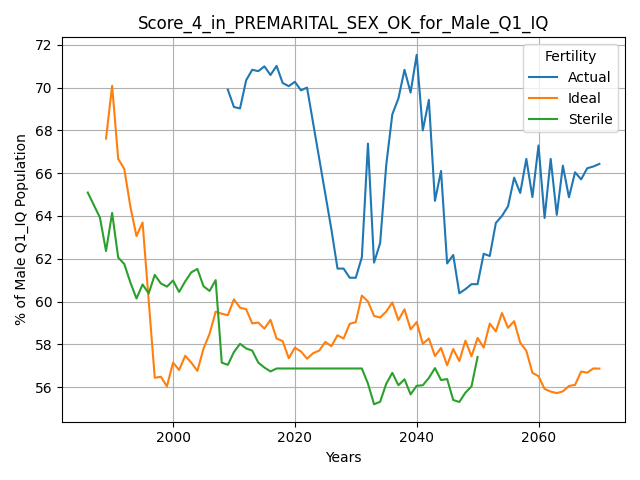 Score_4_in_PREMARITAL_SEX_OK_for_Male_Q1_IQ
% of Male Q1_IQ Population
72
70
68
66
64
62
60
58
56
Fertility
Actual
Ideal
Sterile
2000
2020
2040
2060
Years